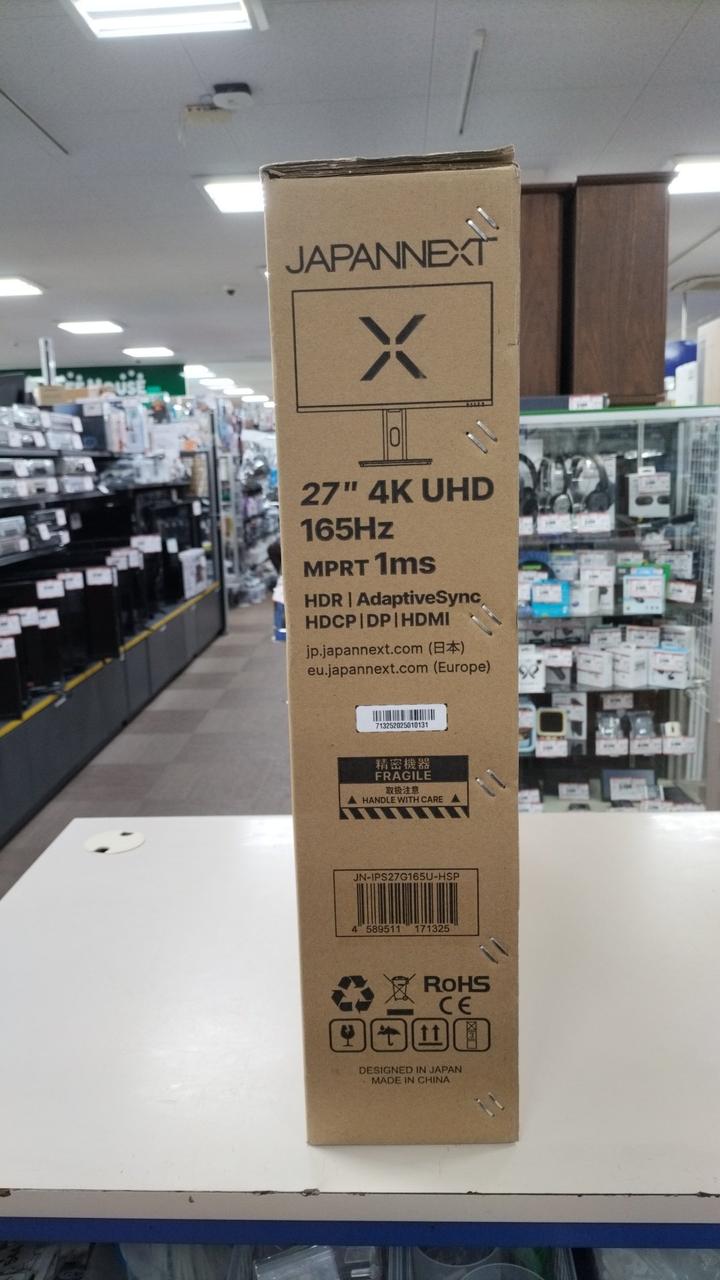 JAPANNEXT
27" 4K UHD
165Hz
MPRT 1ms
HDR | AdaptiveSync
HDCP | DP | HDMI
jp.japannext.com (日本)
eu.japannext.com (Europe)
713252025010131
精密機器
FRAGILE
取扱注意
HANDLE WITH CARE
JN-IPS27G165U-HSP
4 589511 171325
RoHS
CE
DESIGNED IN JAPAN
MADE IN CHINA